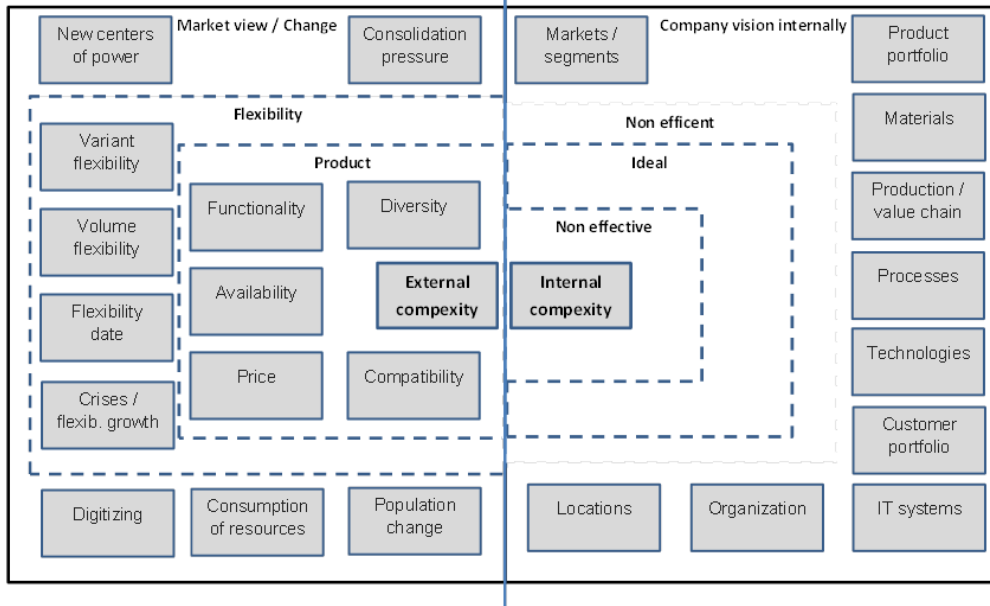 New centers
of power
Market view / Change
Consolidation
pressure
Markets /
segments
Company vision internally
Product
portfolio
Flexibility
Variant
flexibility
Volume
flexibility
Flexibility
date
Crises /
flexib. growth
Product
Functionality
Diversity
Availability
External
compexity
Price
Compatibility
Non efficent
Ideal
Non effective
Internal
compexity
Materials
Production /
value chain
Processes
Technologies
Customer
portfolio
Digitizing
Consumption
of resources
Population
change
Locations
Organization
IT systems